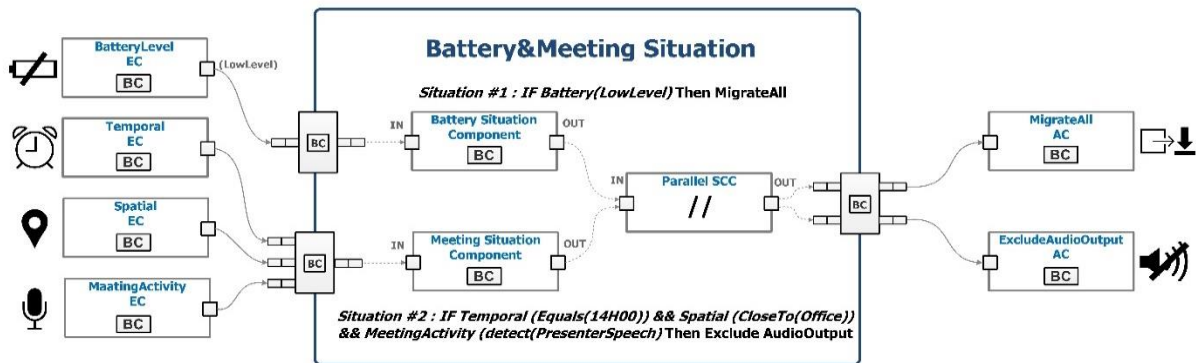 Battery&Meeting Situation
BatteryLevel
EC
BC
(LowLevel)
Situation #1 : IF Battery(LowLevel) Then MigrateAll
Temporal
EC
BC
BC
IN
Battery Situation
Component
BC
OUT
MigrateAll
AC
BC
Spatial
EC
BC
IN
Parallel SCC
//
OUT
BC
BC
IN
Meeting Situation
Component
BC
OUT
ExcludeAudioOutput
AC
BC
MaatingActivity
EC
BC
Situation #2 : IF Temporal (Equals(14H00)) && Spatial (CloseTo(Office))
&& MeetingActivity (detect(PresenterSpeech) Then Exclude AudioOutput